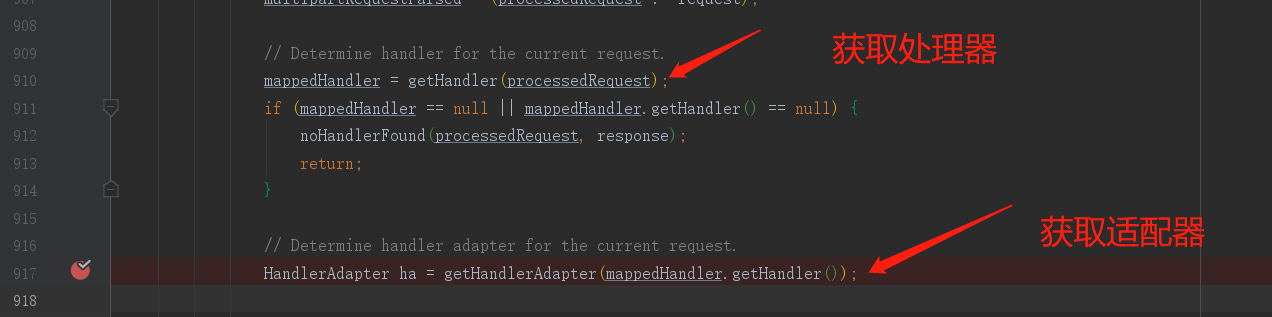 907 multipartRequestParsed = (processedRequest != request);
908
909 // Determine handler for the current request.
获取处理器
910 mappedHandler = getHandler(processedRequest);
911 if (mappedHandler == null || mappedHandler.getHandler() == null) {
912 noHandlerFound(processedRequest, response);
913 return;
914 }
915
获取适配器
916 // Determine handler adapter for the current request.
917 HandlerAdapter ha = getHandlerAdapter(mappedHandler.getHandler());
918